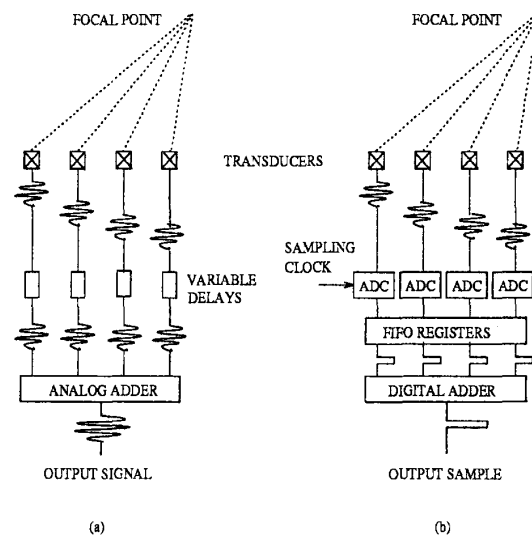 FOCAL POINT
FOCAL POINT
TRANSDUCERS
SAMPLING
CLOCK
VARIABLE
DELAYS
ADC ADC ADC ADC
FIFO REGISTERS
ANALOG ADDER
DIGITAL ADDER
OUTPUT SIGNAL
OUTPUT SAMPLE
(a)
(b)